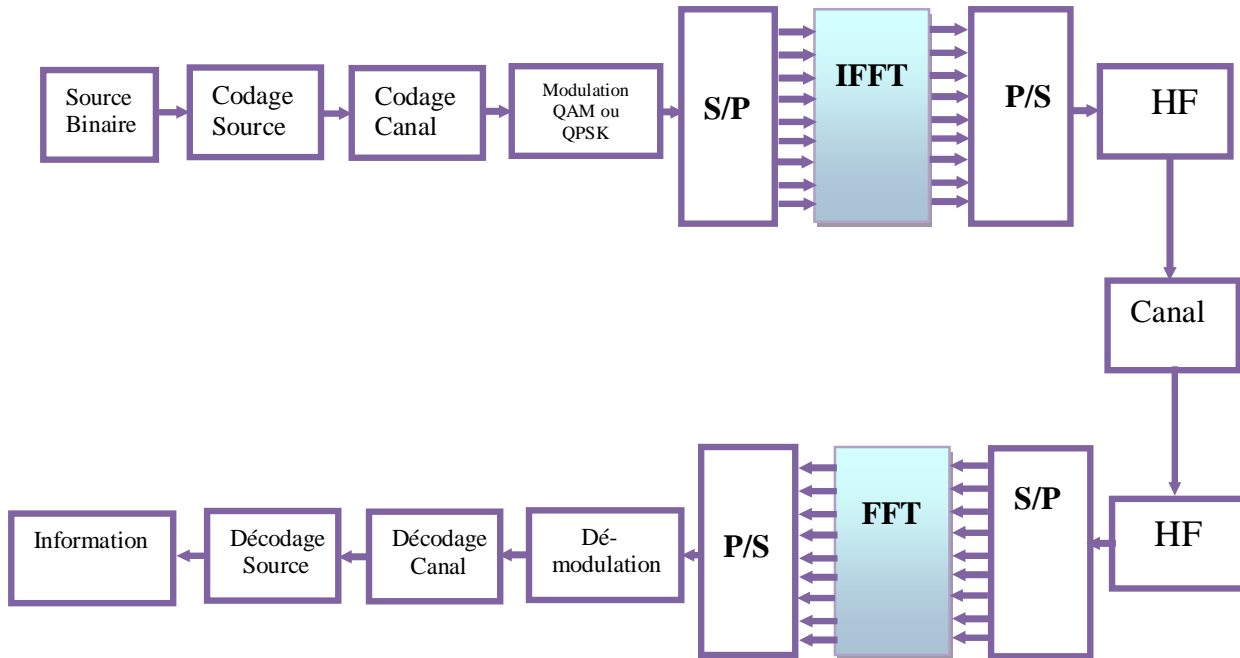 Source
Binaire
Codage
Source
Codage
Canal
Modulation
QAM ou
QPSK
S/P
IFFT
P/S
HF
Canal
HF
S/P
FFT
P/S
Dé-
modulation
Décodage
Canal
Décodage
Source
Information